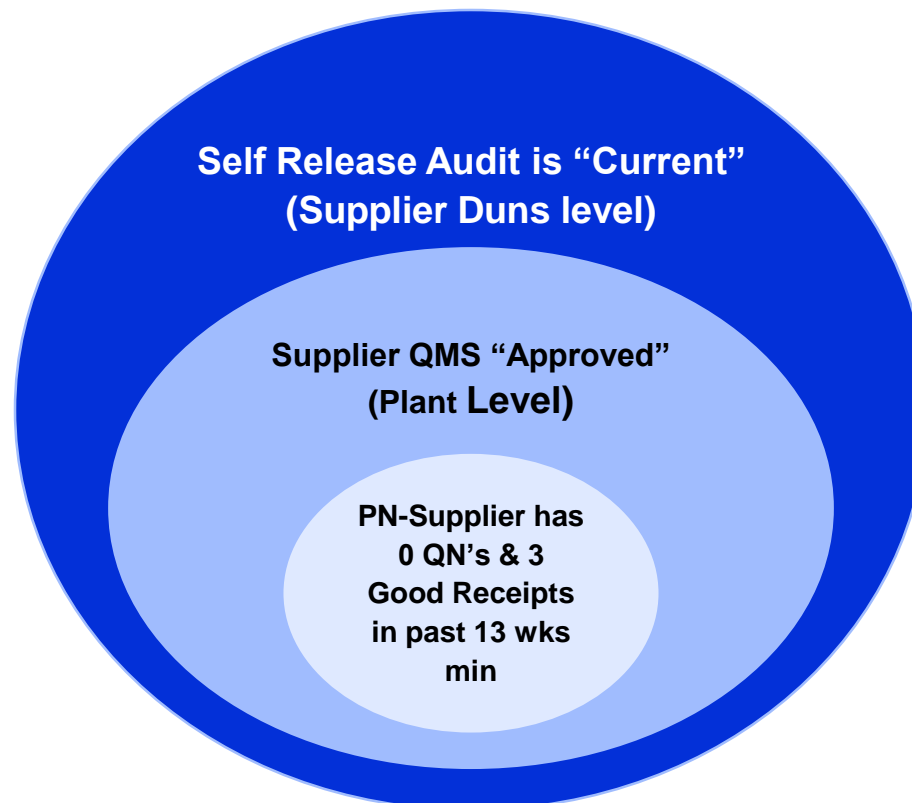 Self Release Audit is “Current”
(Supplier Duns level)
Supplier QMS “Approved”
(Plant Level)
PN-Supplier has
0 QN’s & 3
Good Receipts
in past 13 wks
min